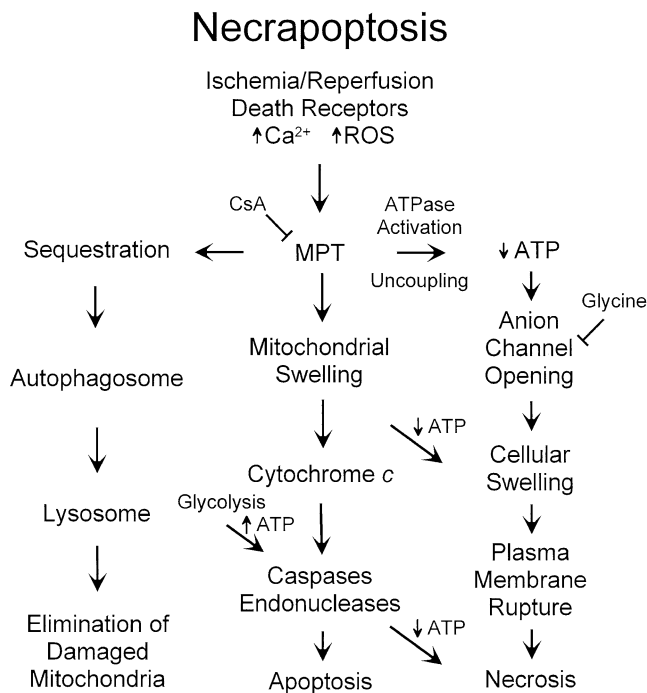 Necrapoptosis
Ischemia/Reperfusion
Death Receptors
↑Ca²⁺ ↑ROS
CsA
ATPase
Activation
Sequestration
MPT
Uncoupling
↓ ATP
Glycine
Anion
Channel
Opening
Mitochondrial
Swelling
Autophagosome
↓ ATP
Cellular
Swelling
Cytochrome c
Glycolysis
↑ ATP
Lysosome
Plasma
Membrane
Rupture
Caspases
Endonucleases
↓ ATP
Elimination of
Damaged
Mitochondria
Apoptosis
Necrosis